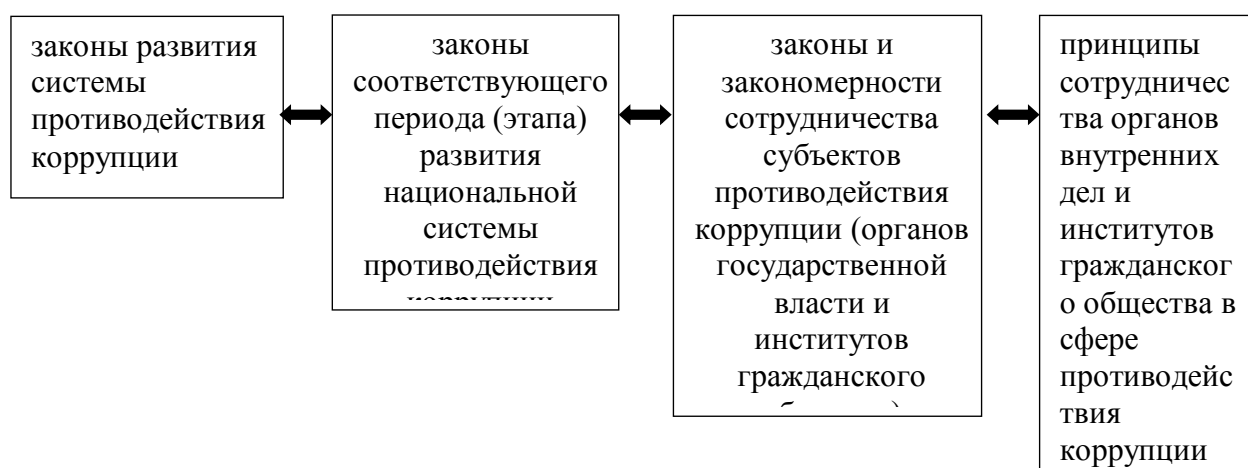 законы развития
системы
противодействия
коррупции
законы
соответствующего
периода (этапа)
развития
национальной
системы
противодействия
законы и
закономерности
сотрудничества
субъектов
противодействия
коррупции (органов
государственной
власти и
институтов
гражданского
принципы
сотрудничес
тва органов
внутренних
дел и
институтов
гражданског
о общества в
сфере
противодейс
твия
коррупции